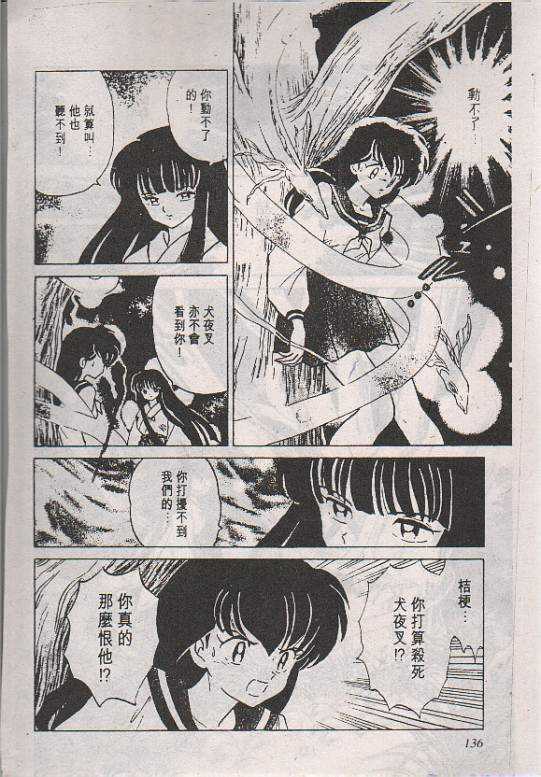 動不了…
你動不了
的！
就算叫…
他也
聽不到！
犬夜叉
亦不會
看到你！
你打擾不到
我們的…
桔梗…
你打算殺死
犬夜叉!?
你真的
那麼恨他!?
136